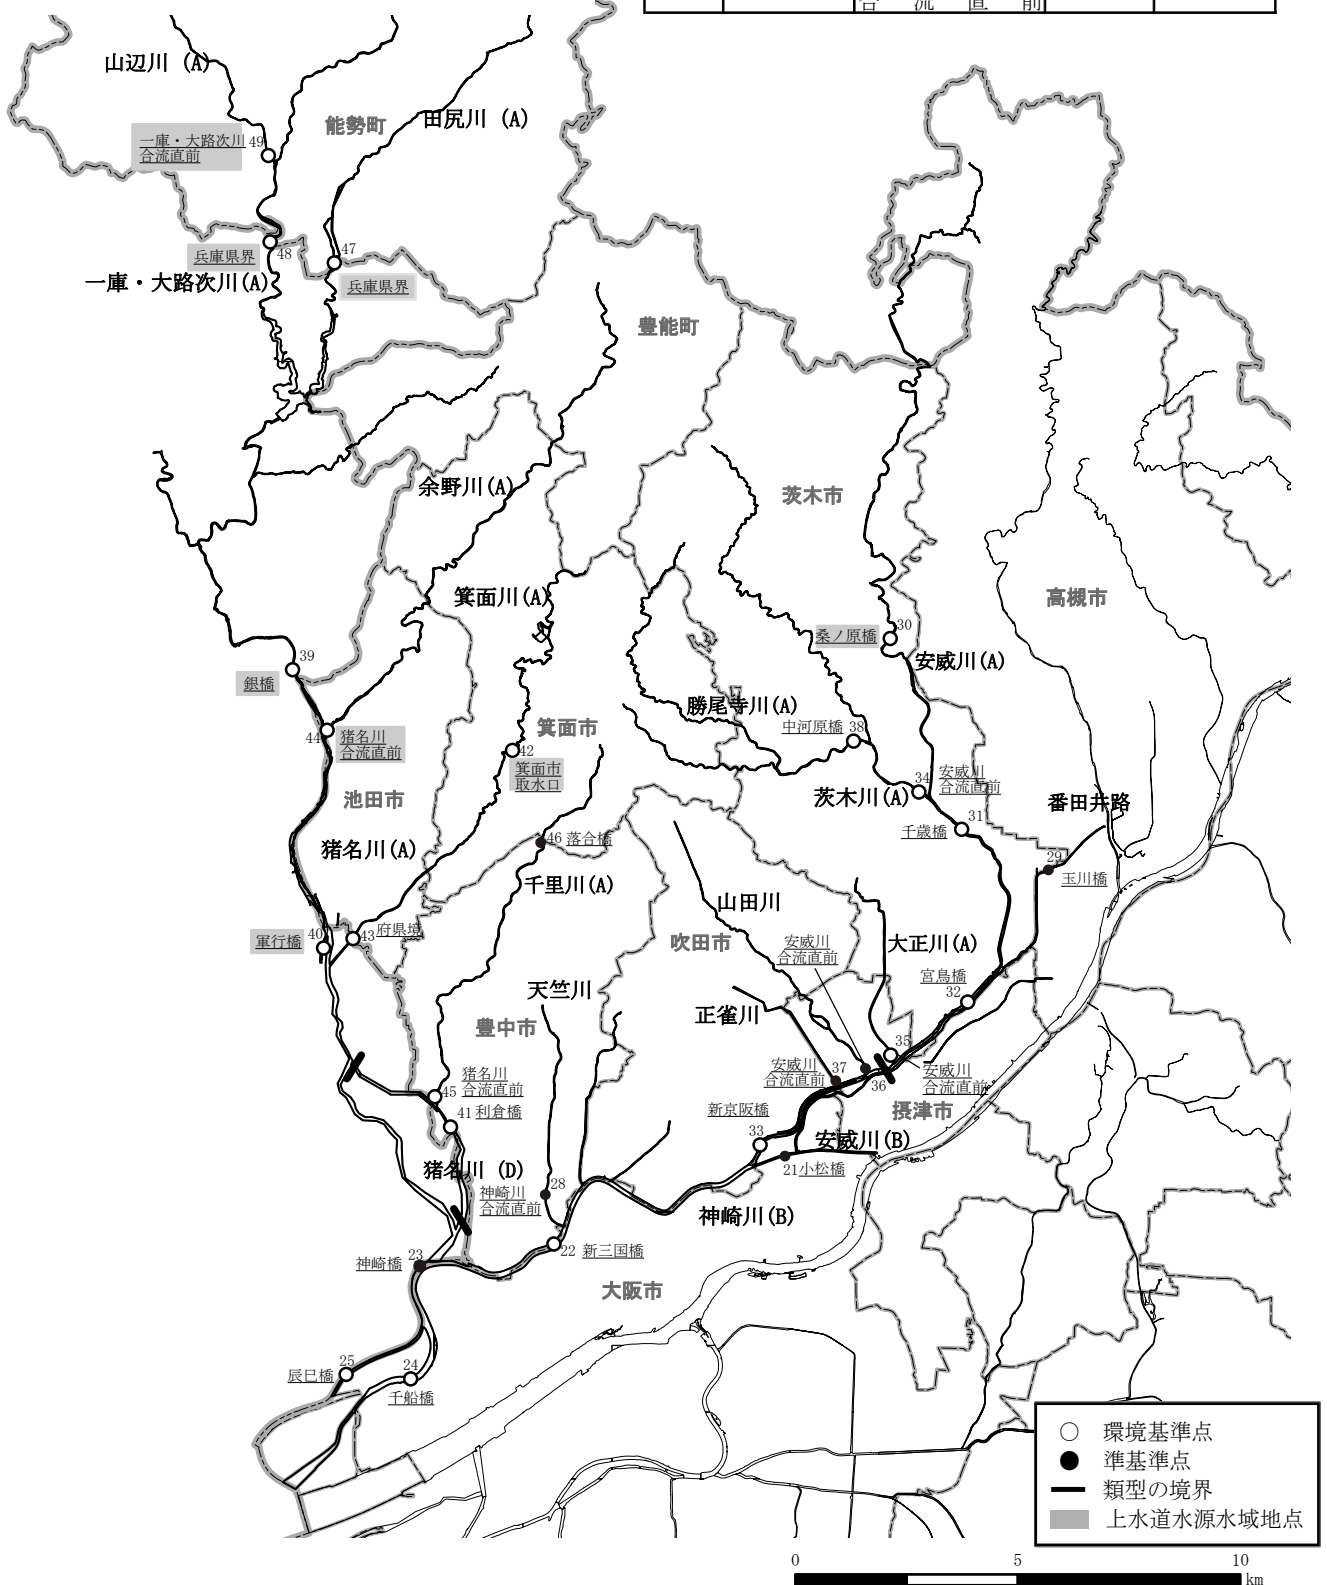 合流直前
山辺川 (A)
能勢町
田尻川 (A)
一庫・大路次川
合流直前
49
兵庫県界
48
47
兵庫県界
一庫・大路次川(A)
豊能町
余野川(A)
茨木市
箕面川(A)
高槻市
30
桑ノ原橋
安威川(A)
39
銀橋
勝尾寺川(A)
箕面市
中河原橋
38
44
猪名川
合流直前
42
箕面市
取水口
34
安威川
合流直前
池田市
茨木川(A)
番田井路
31
千歳橋
猪名川(A)
46 落合橋
29
玉川橋
千里川(A)
山田川
40
軍行橋
43
府県境
吹田市
安威川
合流直前
大正川(A)
宮鳥橋
32
天竺川
正雀川
豊中市
35
安威川
合流直前
37
36
安威川
合流直前
45
猪名川
合流直前
41 利倉橋
新京阪橋
33
摂津市
安威川(B)
21小松橋
猪名川 (D)
神崎川
合流直前
28
神崎川(B)
22 新三国橋
神崎橋
23
大阪市
辰巳橋
25
24
千船橋
○ 環境基準点
● 準基準点
類型の境界
上水道水源水域地点
0 5 10
km